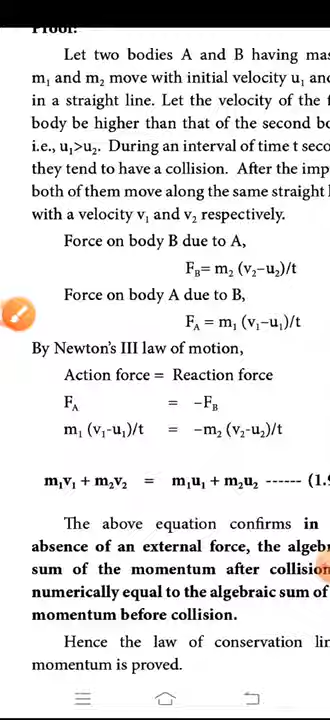 Proof:
Let two bodies A and B having mas
m₁ and m₂ move with initial velocity u₁ and
in a straight line. Let the velocity of the f
body be higher than that of the second bo
i.e., u₁>u₂. During an interval of time t seco
they tend to have a collision. After the imp
both of them move along the same straight l
with a velocity v₁ and v₂ respectively.
Force on body B due to A,
F_B= m₂ (v₂–u₂)/t
Force on body A due to B,
F_A = m₁ (v₁–u₁)/t
By Newton's III law of motion,
Action force = Reaction force
F_A = –F_B
m₁ (v₁-u₁)/t = –m₂ (v₂-u₂)/t
m₁v₁ + m₂v₂ = m₁u₁ + m₂u₂ ------ (1.9
The above equation confirms in
absence of an external force, the algebr
sum of the momentum after collision
numerically equal to the algebraic sum of
momentum before collision.
Hence the law of conservation lin
momentum is proved.